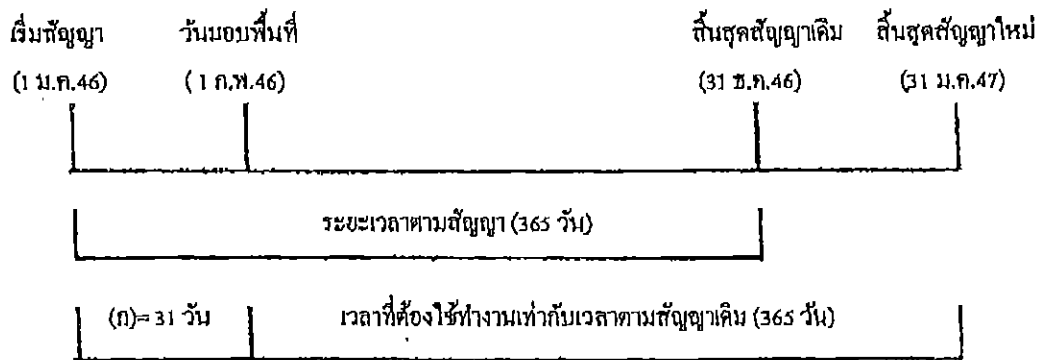 เริ่มสัญญา วันมอบพื้นที่ สิ้นสุดสัญญาเดิม สิ้นสุดสัญญาใหม่
(1 ม.ค.46) ( 1 ก.พ.46) (31 ธ.ค.46) (31 ม.ค.47)
ระยะเวลาตามสัญญา (365 วัน)
(ก)= 31 วัน เวลาที่ต้องใช้ทำงานเท่ากับเวลาตามสัญญาเดิม (365 วัน)